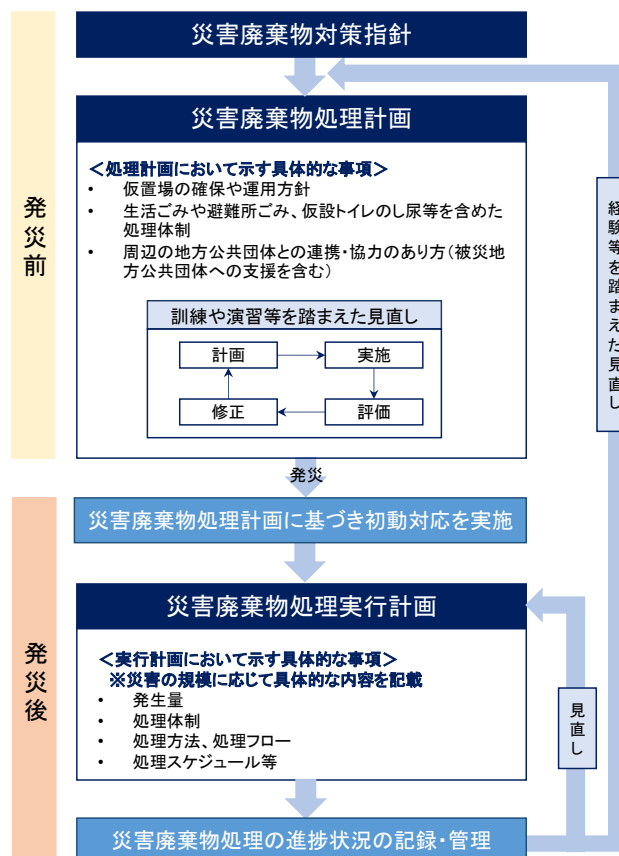 災害廃棄物対策指針
発災前
災害廃棄物処理計画
＜処理計画において示す具体的な事項＞
• 仮置場の確保や運用方針
• 生活ごみや避難所ごみ、仮設トイレのし尿等を含めた
処理体制
• 周辺の地方公共団体との連携・協力のあり方（被災地
方公共団体への支援を含む）
訓練や演習等を踏まえた見直し
計画
実施
修正
評価
経験等を踏まえた見直し
発災
発災後
災害廃棄物処理計画に基づき初動対応を実施
災害廃棄物処理実行計画
＜実行計画において示す具体的な事項＞
※災害の規模に応じて具体的な内容を記載
• 発生量
• 処理体制
• 処理方法、処理フロー
• 処理スケジュール等
見直し
災害廃棄物処理の進捗状況の記録・管理